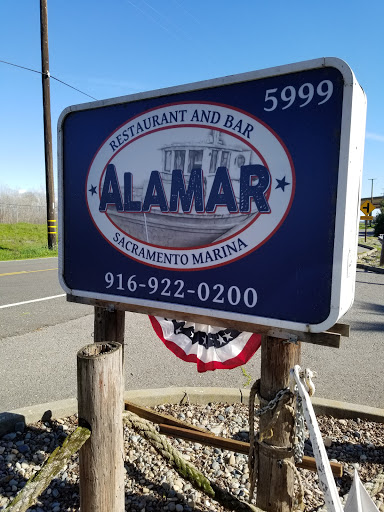 5999
RESTAURANT AND BAR
ALAMAR
SACRAMENTO MARINA
916-922-0200